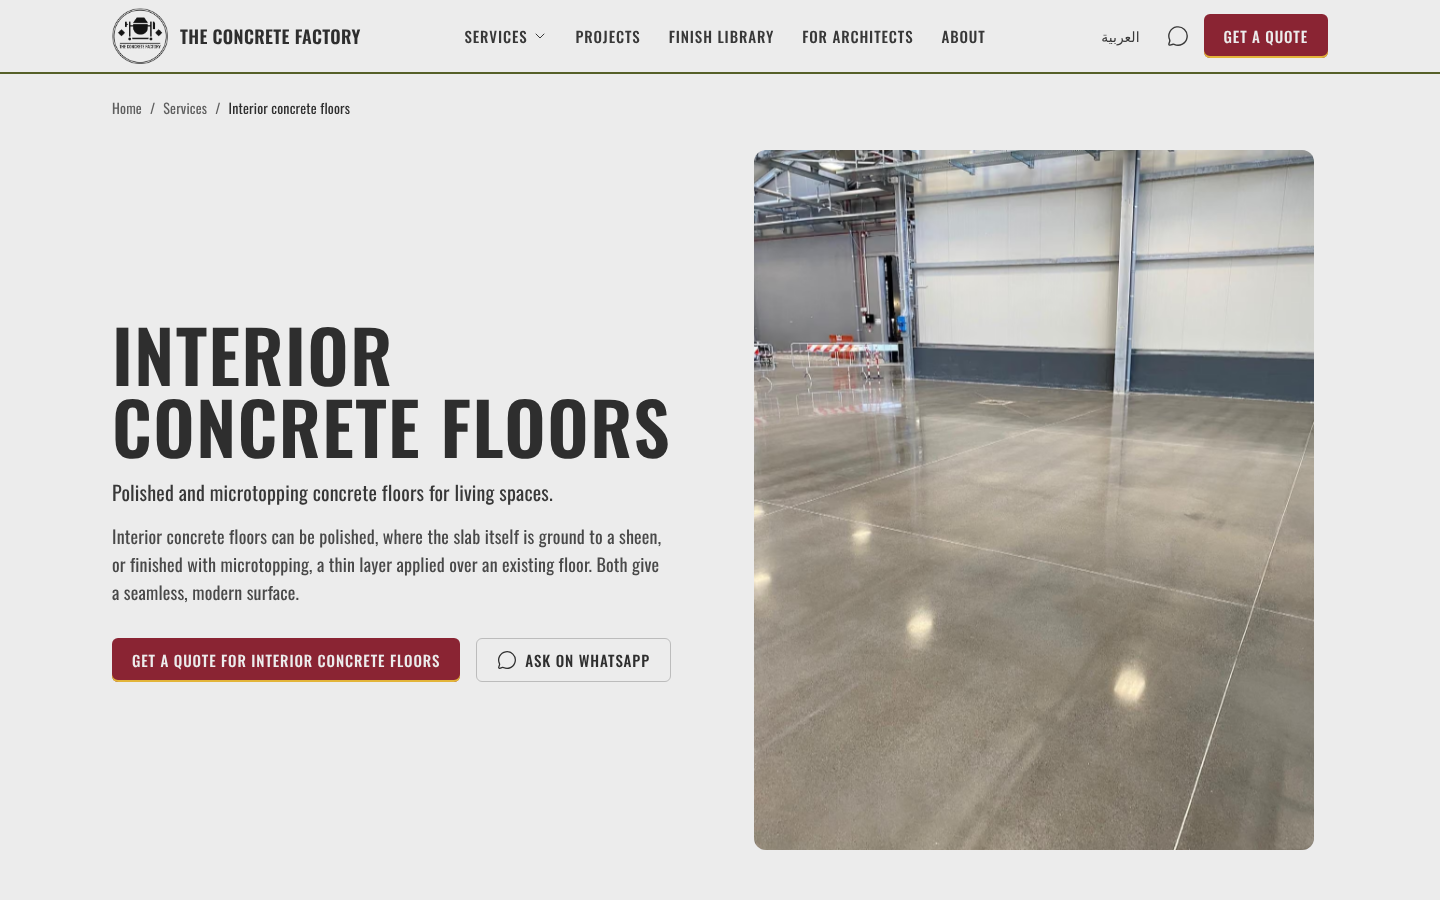 THE CONCRETE FACTORY
THE CONCRETE FACTORY
SERVICES
PROJECTS
FINISH LIBRARY
FOR ARCHITECTS
ABOUT
العربية
GET A QUOTE
Home / Services / Interior concrete floors
INTERIOR
CONCRETE FLOORS
Polished and microtopping concrete floors for living spaces.
Interior concrete floors can be polished, where the slab itself is ground to a sheen,
or finished with microtopping, a thin layer applied over an existing floor. Both give
a seamless, modern surface.
GET A QUOTE FOR INTERIOR CONCRETE FLOORS
ASK ON WHATSAPP